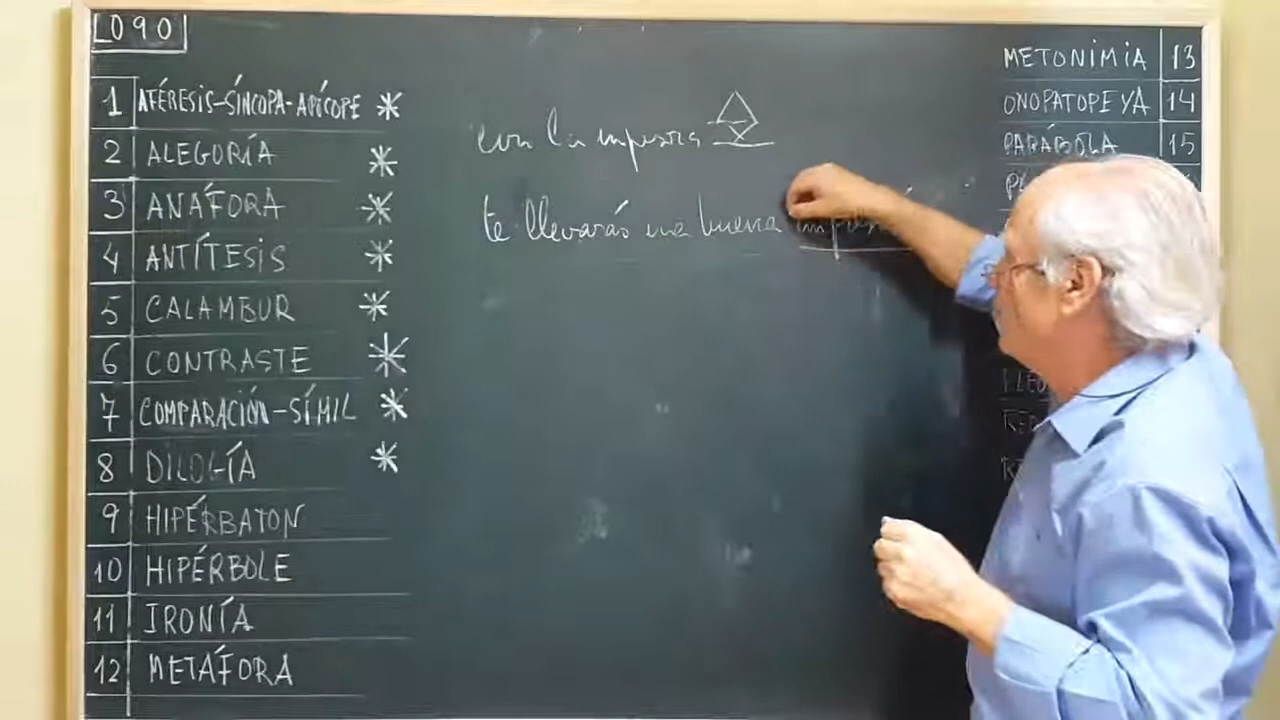 L090
1 AFÉRESIS-SÍNCOPA-APÓCOPE *
2 ALEGORÍA *
3 ANÁFORA *
4 ANTÍTESIS *
5 CALAMBUR *
6 CONTRASTE *
7 COMPARACIÓN-SÍMIL *
8 DILOGÍA *
9 HIPÉRBATON
10 HIPÉRBOLE
11 IRONÍA
12 METÁFORA
con la impresora
te llevarás una buena
METONIMIA 13
ONOPATOPEYA 14
PARÁBOLA 15